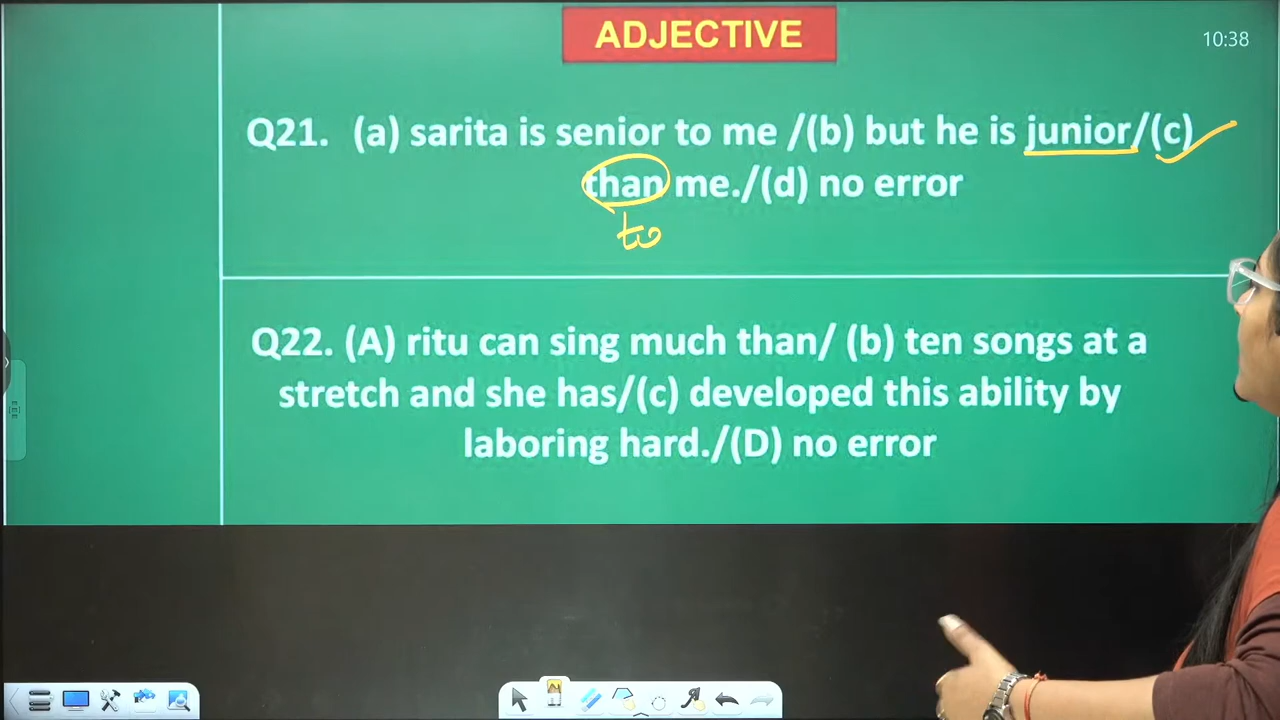 ADJECTIVE
10:38
Q21. (a) sarita is senior to me /(b) but he is junior/(c)
than me./(d) no error
to
Q22. (A) ritu can sing much than/ (b) ten songs at a
stretch and she has/(c) developed this ability by
laboring hard./(D) no error